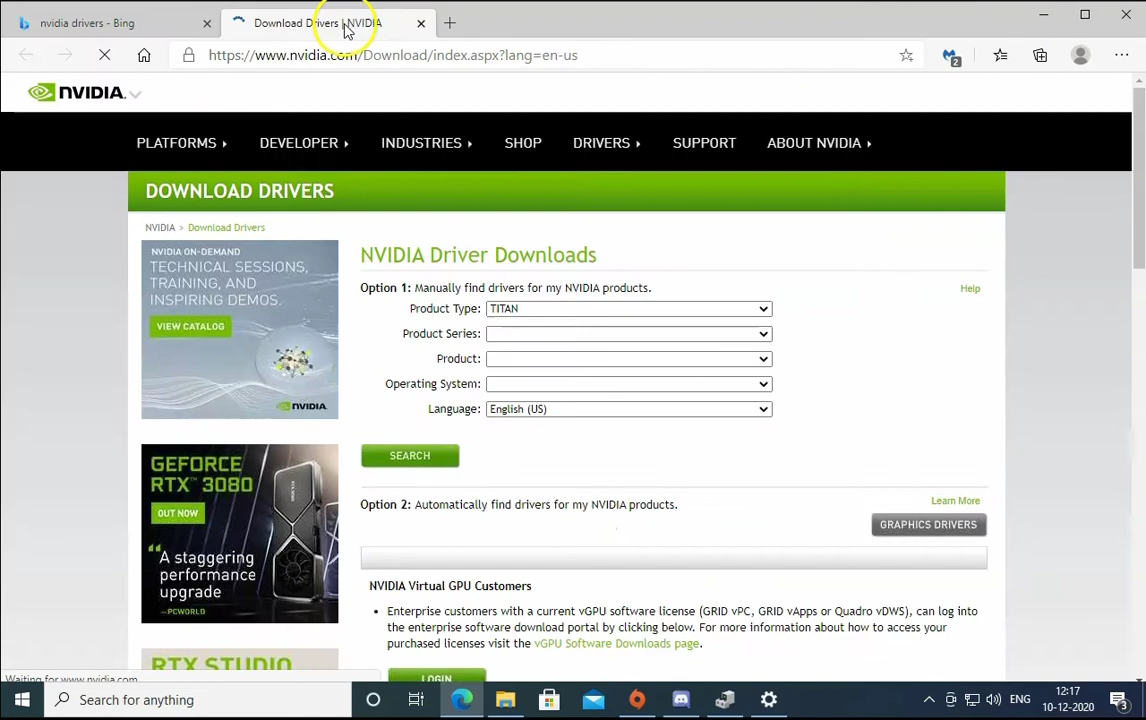 nvidia drivers - Bing
Download Drivers | NVIDIA
https://www.nvidia.com/Download/index.aspx?lang=en-us
2
NVIDIA.
PLATFORMS
DEVELOPER
INDUSTRIES
SHOP
DRIVERS
SUPPORT
ABOUT NVIDIA
DOWNLOAD DRIVERS
NVIDIA > Download Drivers
NVIDIA ON-DEMAND
TECHNICAL SESSIONS,
TRAINING, AND
INSPIRING DEMOS.
VIEW CATALOG
NVIDIA.
NVIDIA Driver Downloads
Option 1: Manually find drivers for my NVIDIA products.
Help
Product Type: TITAN
Product Series:
Product:
Operating System:
Language: English (US)
SEARCH
GEFORCE
RTX™ 3080
OUT NOW
"A staggering
performance
upgrade
—PCWORLD
Option 2: Automatically find drivers for my NVIDIA products.
Learn More
GRAPHICS DRIVERS
NVIDIA Virtual GPU Customers
• Enterprise customers with a current vGPU software license (GRID vPC, GRID vApps or Quadro vDWS), can log into
the enterprise software download portal by clicking below. For more information about how to access your
purchased licenses visit the vGPU Software Downloads page.
LOGIN
RTX STUDIO
Waiting for www.nvidia.com
Search for anything
ENG
12:17
10-12-2020
3